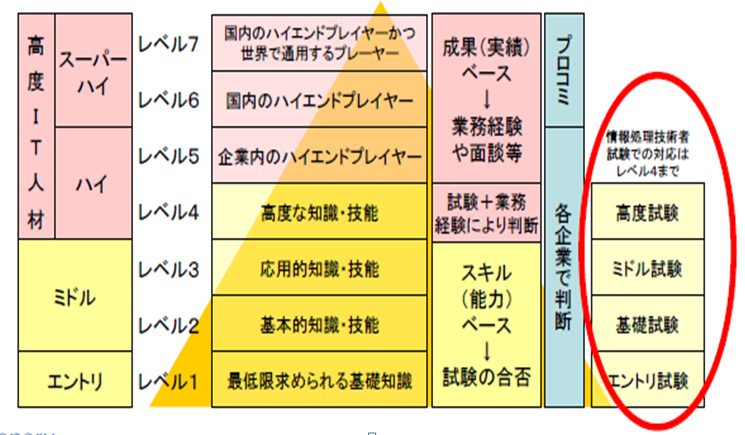 高度IT人材
スーパー
ハイ
ハイ
ミドル
エントリ
レベル7
レベル6
レベル5
レベル4
レベル3
レベル2
レベル1
国内のハイエンドプレイヤーかつ
世界で通用するプレーヤー
国内のハイエンドプレイヤー
企業内のハイエンドプレイヤー
高度な知識・技能
応用的知識・技能
基本的知識・技能
最低限求められる基礎知識
成果(実績)
ベース
↓
業務経験
や面談等
試験+業務
経験により判断
スキル
(能力)
ベース
↓
試験の合否
プロコミ
各企業で判断
情報処理技術者
試験での対応は
レベル4まで
高度試験
ミドル試験
基礎試験
エントリ試験